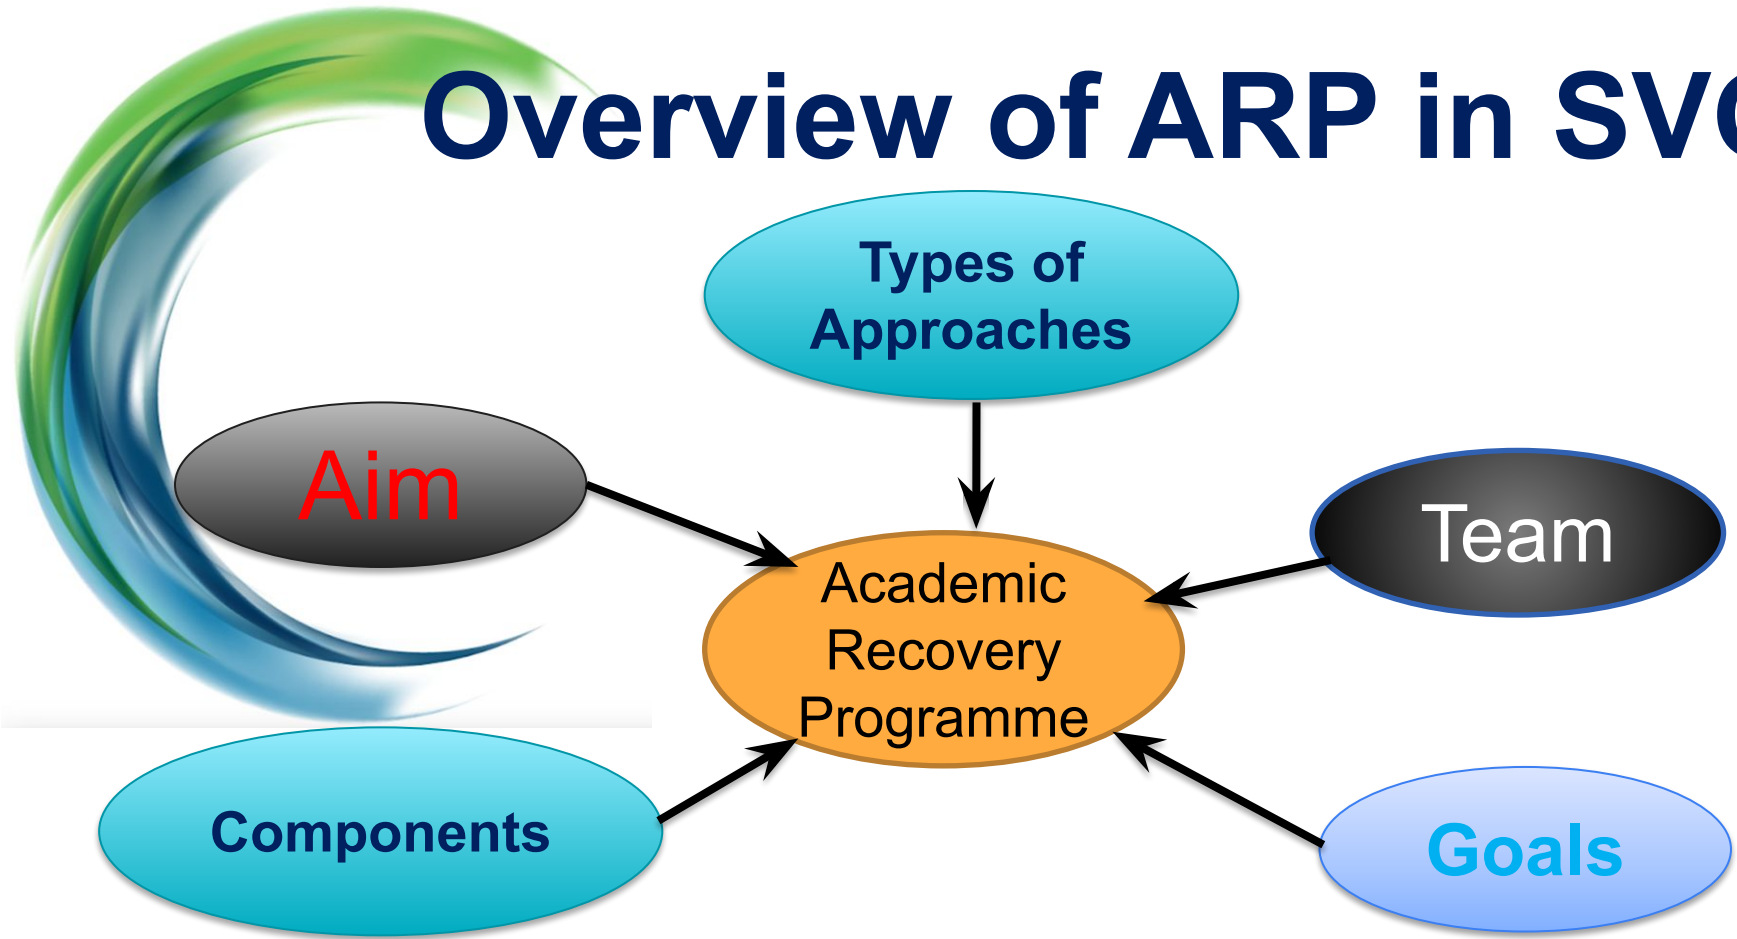 Overview of ARP in SV
Types of
Approaches
Aim
Team
Academic
Recovery
Programme
Components
Goals